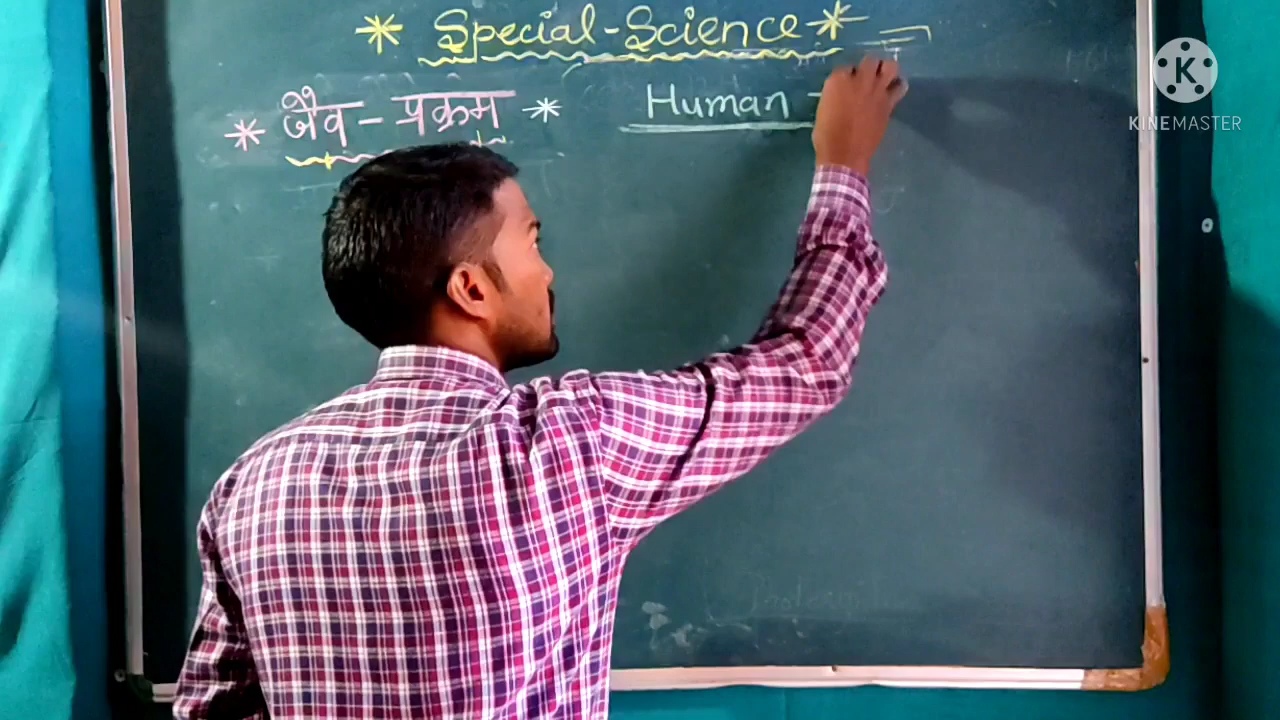 * Special-Science *
* जैव-प्रक्रम *
Human -
K
KINEMASTER